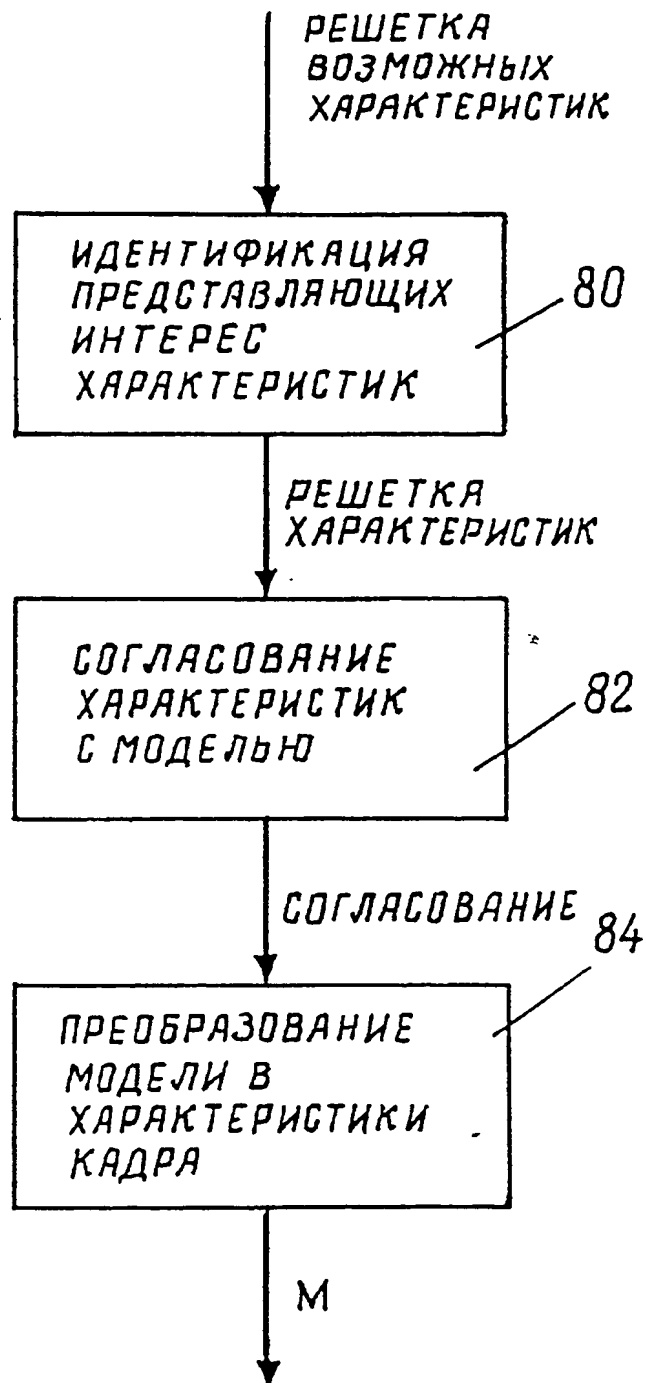 РЕШЕТКА
ВОЗМОЖНЫХ
ХАРАКТЕРИСТИК
ИДЕНТИФИКАЦИЯ
ПРЕДСТАВЛЯЮЩИХ
ИНТЕРЕС
ХАРАКТЕРИСТИК
80
РЕШЕТКА
ХАРАКТЕРИСТИК
СОГЛАСОВАНИЕ
ХАРАКТЕРИСТИК
С МОДЕЛЬЮ
82
СОГЛАСОВАНИЕ
84
ПРЕОБРАЗОВАНИЕ
МОДЕЛИ В
ХАРАКТЕРИСТИКИ
КАДРА
М